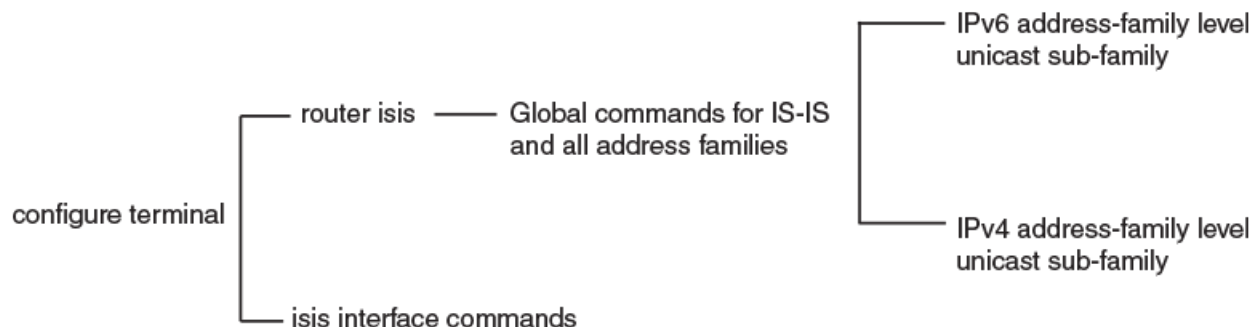 IPv6 address-family level
unicast sub-family
router isis
Global commands for IS-IS
and all address families
configure terminal
IPv4 address-family level
unicast sub-family
isis interface commands